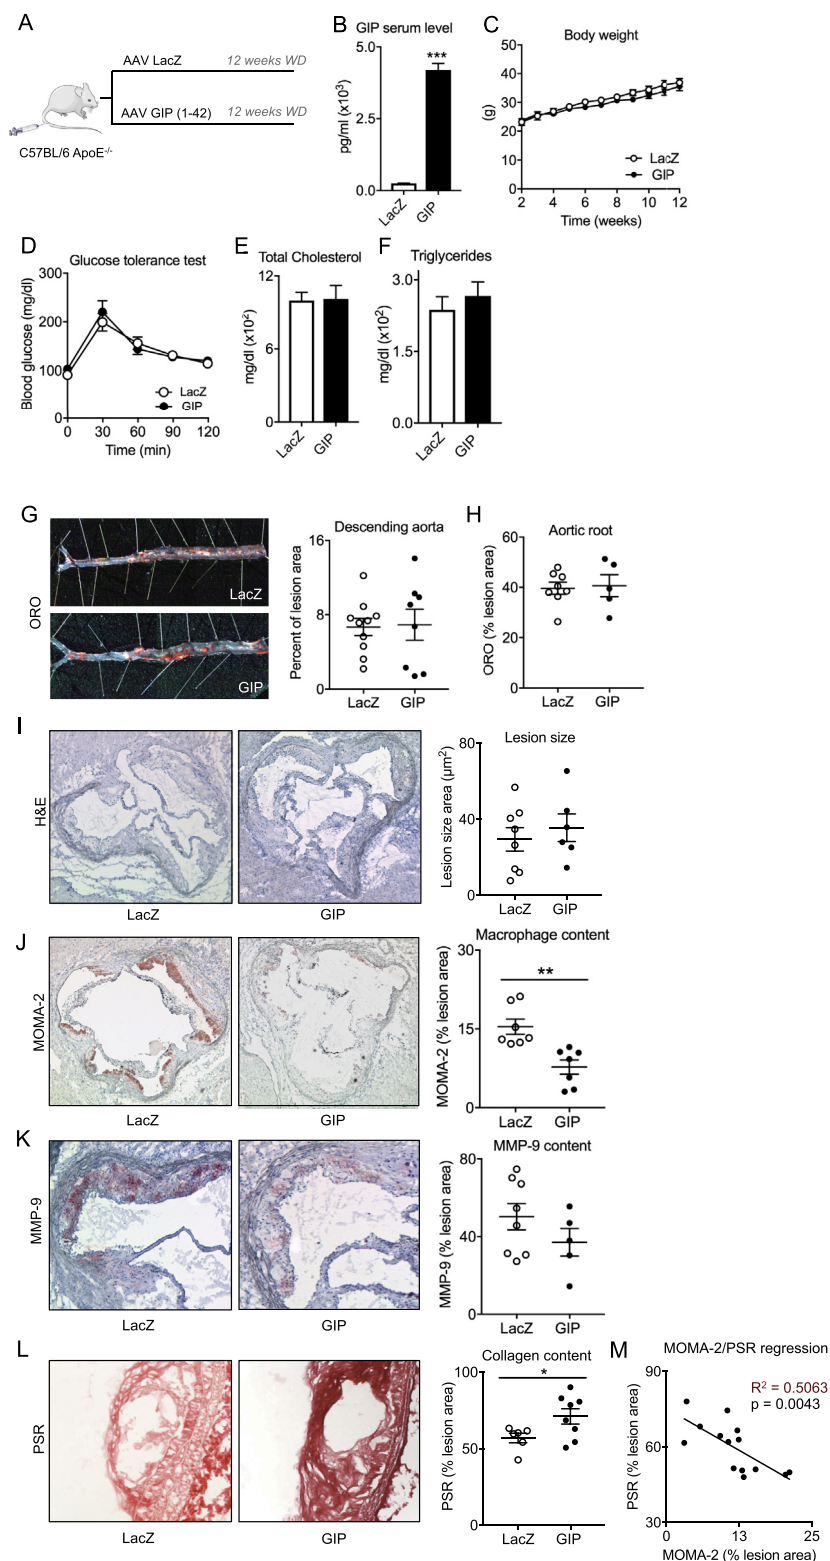 A
AAV LacZ 12 weeks WD
AAV GIP (1-42) 12 weeks WD
C57BL/6 ApoE-/-
B
GIP serum level
5.0
***
pg/ml (x10³)
2.5
0.0
LacZ
GIP
C
Body weight
50
40
30
(g)
20
10
0
LacZ
GIP
2 4 6 8 10 12
Time (weeks)
D
Glucose tolerance test
300
Blood glucose (mg/dl)
200
100
0
LacZ
GIP
0 30 60 90 120
Time (min)
E
Total Cholesterol
12
mg/dl (x10²)
6
0
LacZ
GIP
F
Triglycerides
3.0
mg/dl (x10²)
1.5
0.0
LacZ
GIP
G
ORO
LacZ
GIP
Descending aorta
16
Percent of lesion area
8
0
LacZ GIP
H
Aortic root
60
ORO (% lesion area)
40
20
0
LacZ GIP
I
H&E
LacZ GIP
Lesion size
80
Lesion size area (µm²)
40
0
LacZ GIP
J
MOMA-2
LacZ GIP
Macrophage content
30
**
MOMA-2 (% lesion area)
15
0
LacZ GIP
K
MMP-9
LacZ GIP
MMP-9 content
80
MMP-9 (% lesion area)
40
0
LacZ GIP
L
PSR
LacZ GIP
Collagen content
100
*
PSR (% lesion area)
50
0
LacZ GIP
M
MOMA-2/PSR regression
90
R² = 0.5063
p = 0.0043
PSR (% lesion area)
60
30
0 13 25
MOMA-2 (% lesion area)